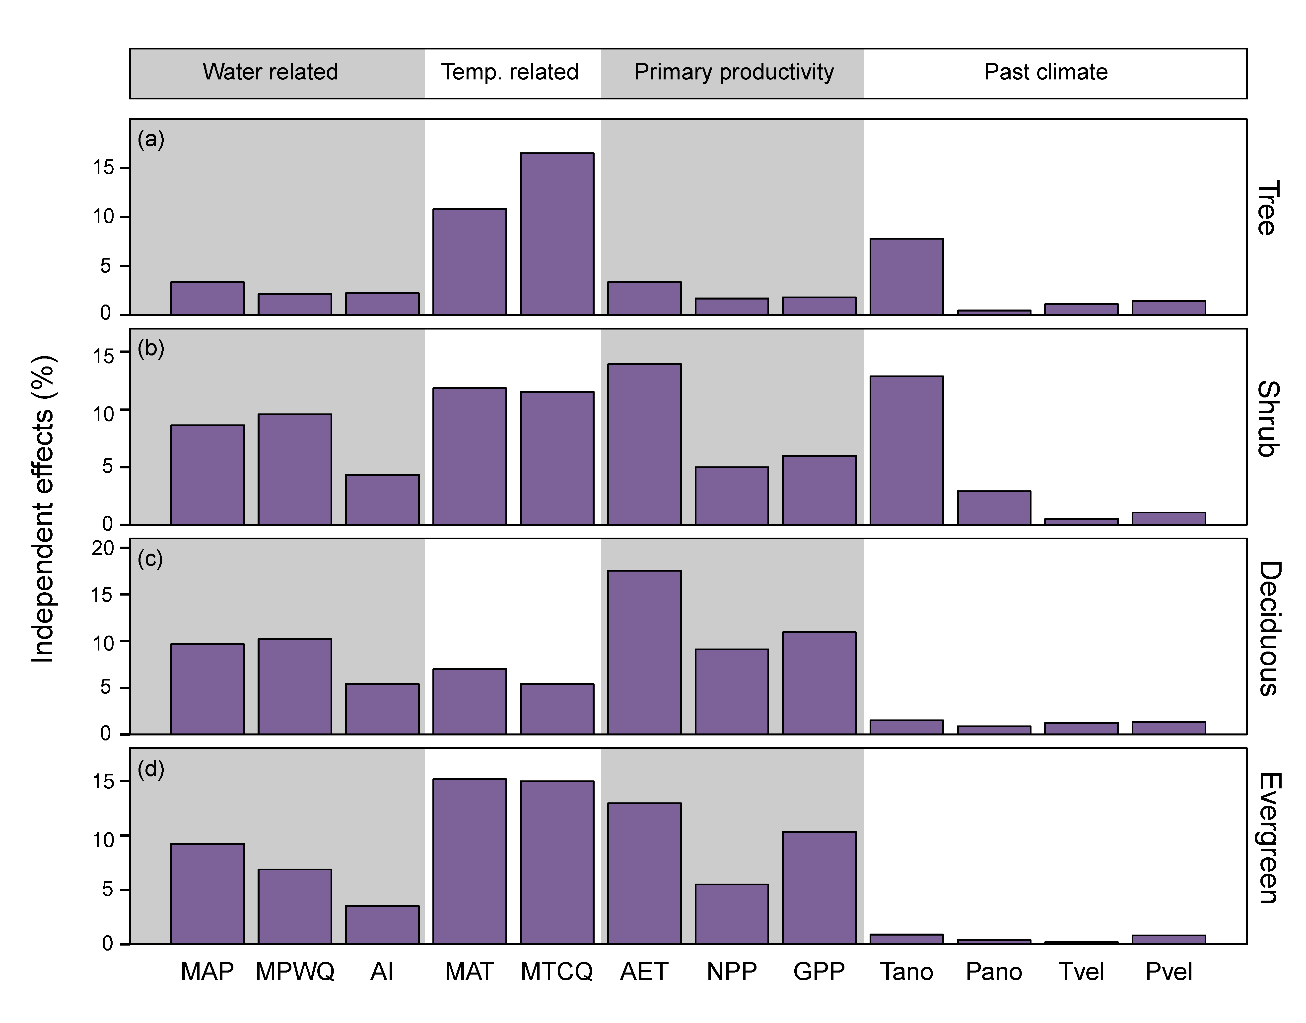 Water related Temp. related Primary productivity Past climate
(a)
15
10
5
0
Tree
(b)
15
10
5
0
Shrub
(c)
20
15
10
5
0
Deciduous
(d)
15
10
5
0
Evergreen
Independent effects (%)
MAP MPWQ AI MAT MTCQ AET NPP GPP Tano Pano Tvel Pvel